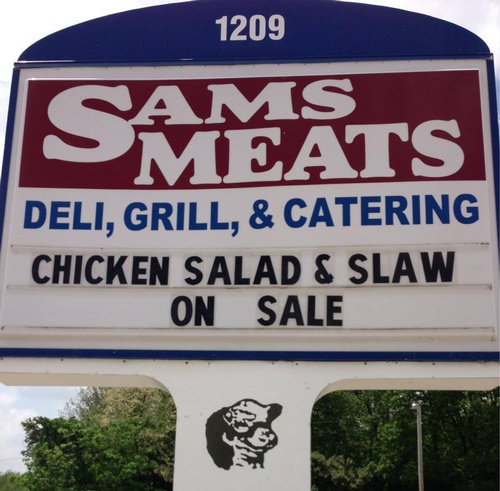 1209
SAMS
MEATS
DELI, GRILL, & CATERING
CHICKEN SALAD & SLAW
ON SALE